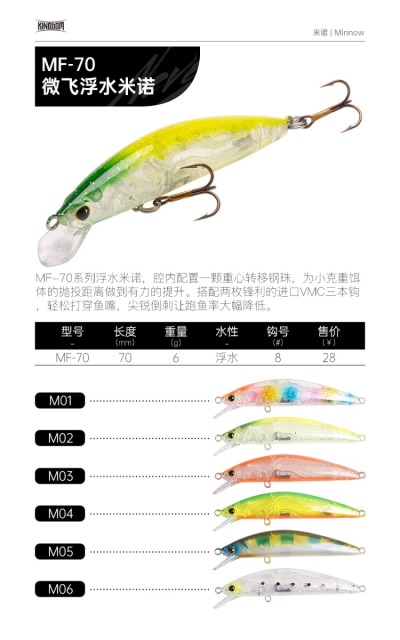 KINGDOM
米诺 | Minnow
MF-70
微飞浮水米诺
MF-70系列浮水米诺，腔内配置一颗重心转移钢珠，为小克重饵
体的抛投距离做到有力的提升。搭配两枚锋利的进口VMC三本钩
，轻松打穿鱼嘴，尖锐倒刺让跑鱼率大幅降低。
型号 长度 重量 水性 钩号 售价
- (mm) (g) - (#) (¥)
MF-70 70 6 浮水 8 28
M01
M02
M03
M04
M05
M06